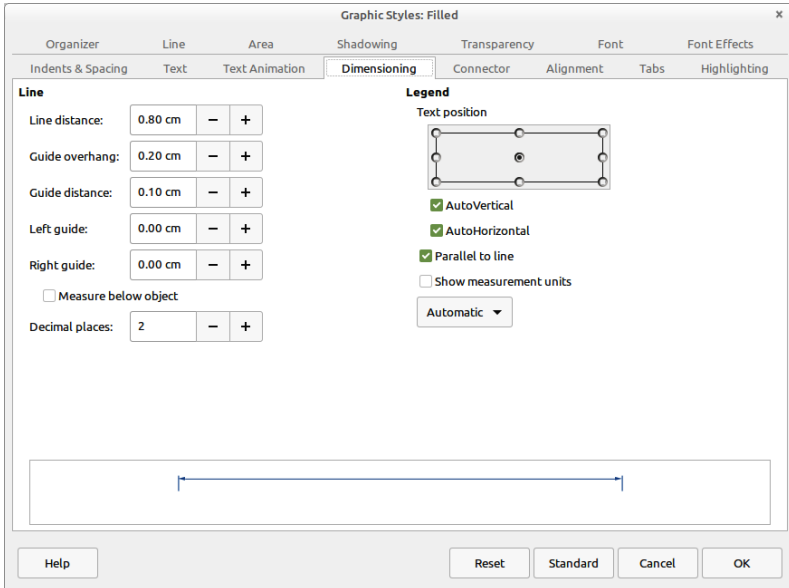 Graphic Styles: Filled
Organizer Line Area Shadowing Transparency Font Font Effects
Indents & Spacing Text Text Animation Dimensioning Connector Alignment Tabs Highlighting
Line
Line distance: 0.80 cm − +
Guide overhang: 0.20 cm − +
Guide distance: 0.10 cm − +
Left guide: 0.00 cm − +
Right guide: 0.00 cm − +
Measure below object
Decimal places: 2 − +
Legend
Text position
AutoVertical
AutoHorizontal
Parallel to line
Show measurement units
Automatic
Help Reset Standard Cancel OK